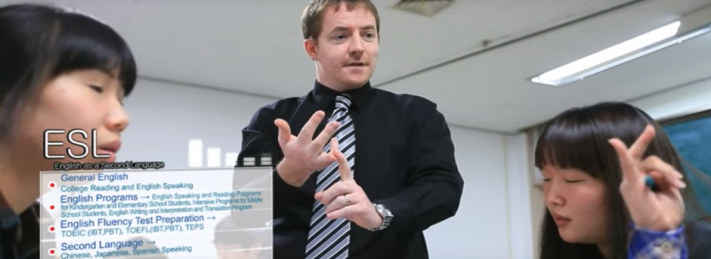 ESL
English as a Second Language
General English
College Reading and English Speaking
English Programs → English Speaking and Reading Programs
for Kindergarten and Elementary School Students, Intensive Programs for Middle
School Students, English Writing and Interpretation and Translation Program
English Fluency Test Preparation →
TOEIC (IBT,PBT), TOEFL(IBT,PBT), TEPS
Second Language →
Chinese, Japanese, Spanish Speaking